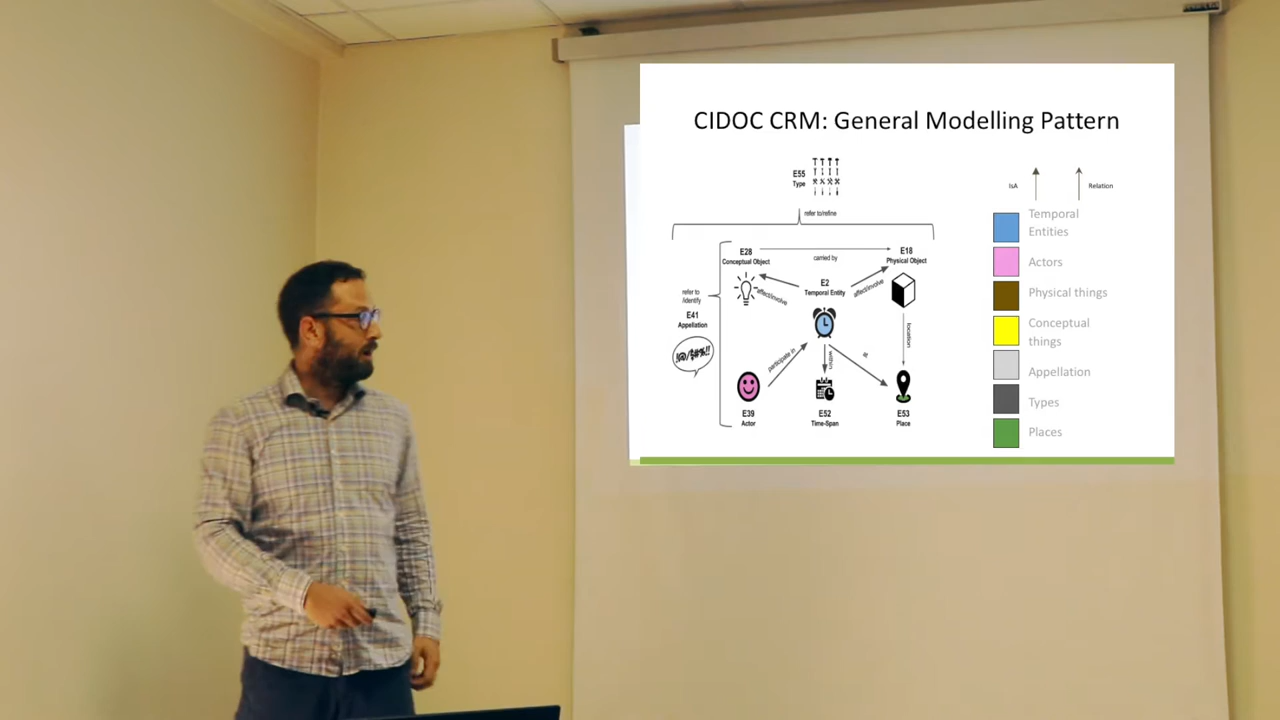 CIDOC CRM: General Modelling Pattern
E55
Type
refer to/refine
E28
Conceptual Object
carried by
E18
Physical Object
E2
Temporal Entity
affect/involve
affect/involve
refer to
/identify
E41
Appellation
!@/$#%!!
participate in
within
at
location
E39
Actor
E52
Time-Span
E53
Place
IsA
Relation
Temporal
Entities
Actors
Physical things
Conceptual
things
Appellation
Types
Places